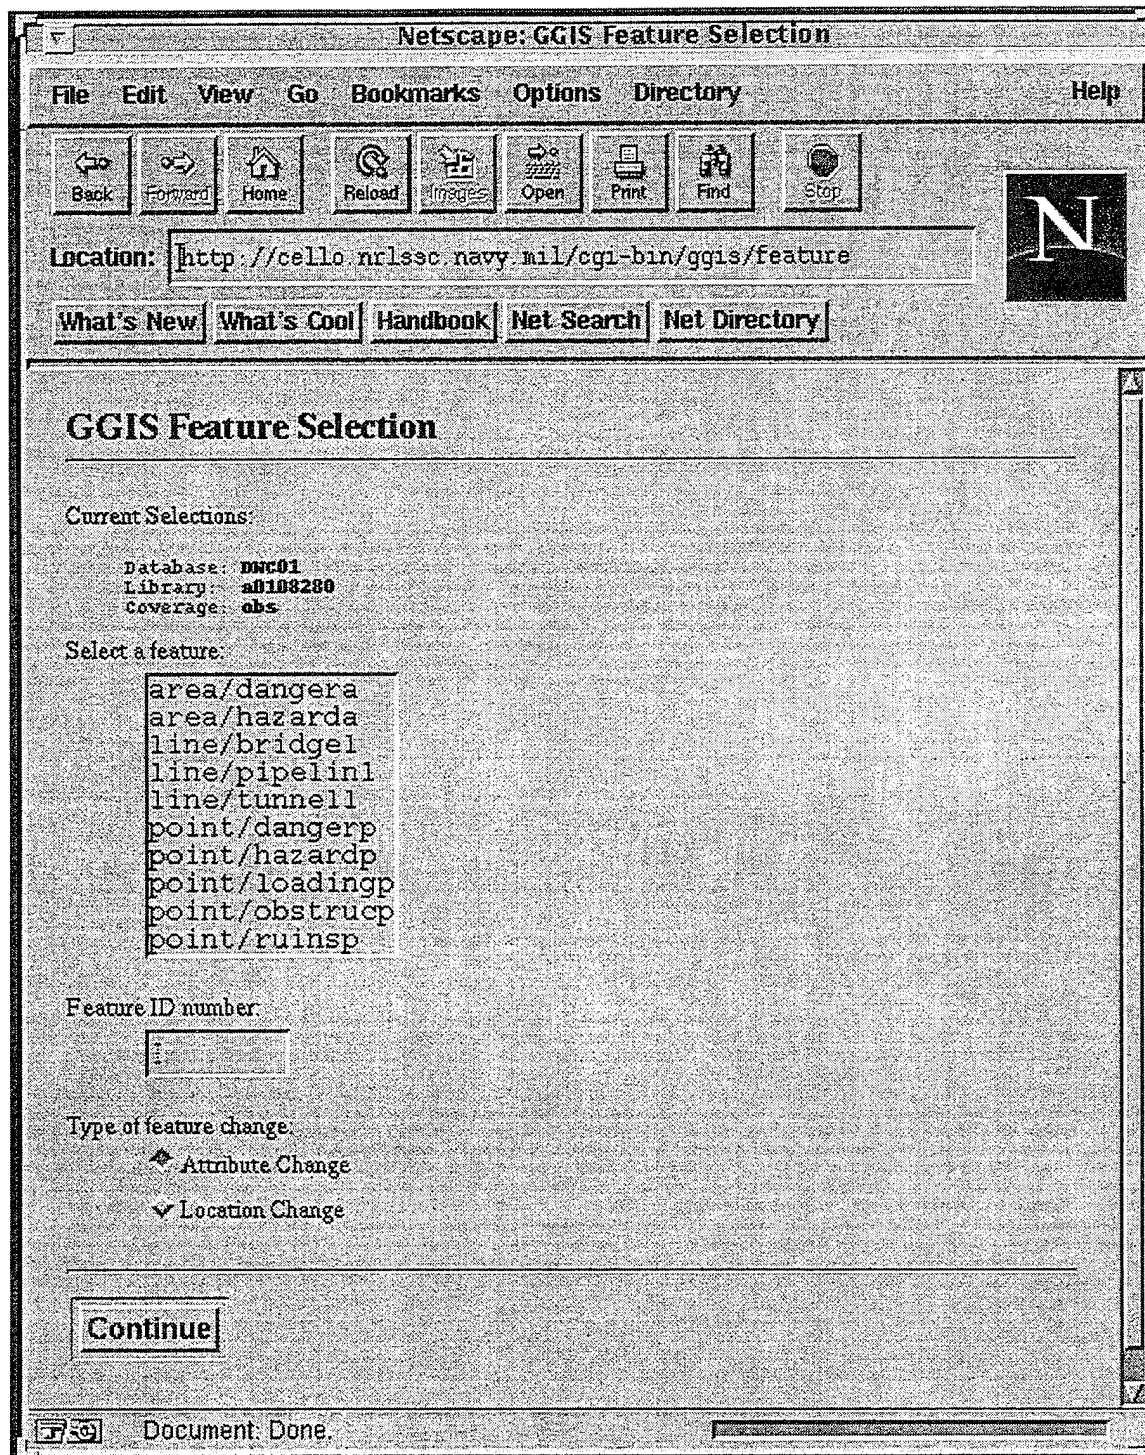 Netscape: GGIS Feature Selection
File Edit View Go Bookmarks Options Directory Help
Back Forward Home Reload Images Open Print Find Stop
N
Location: http://cello.nrlssc.navy.mil/cgi-bin/ggis/feature
What's New What's Cool Handbook Net Search Net Directory
GGIS Feature Selection
Current Selections:
Database: DNC01
Library: a0108280
Coverage: obs
Select a feature:
area/dangera
area/hazarda
line/bridgel
line/pipelinl
line/tunnell
point/dangerp
point/hazardp
point/loadingp
point/obstrucp
point/ruinsp
Feature ID number:
Type of feature change:
Attribute Change
Location Change
Continue
Document: Done.